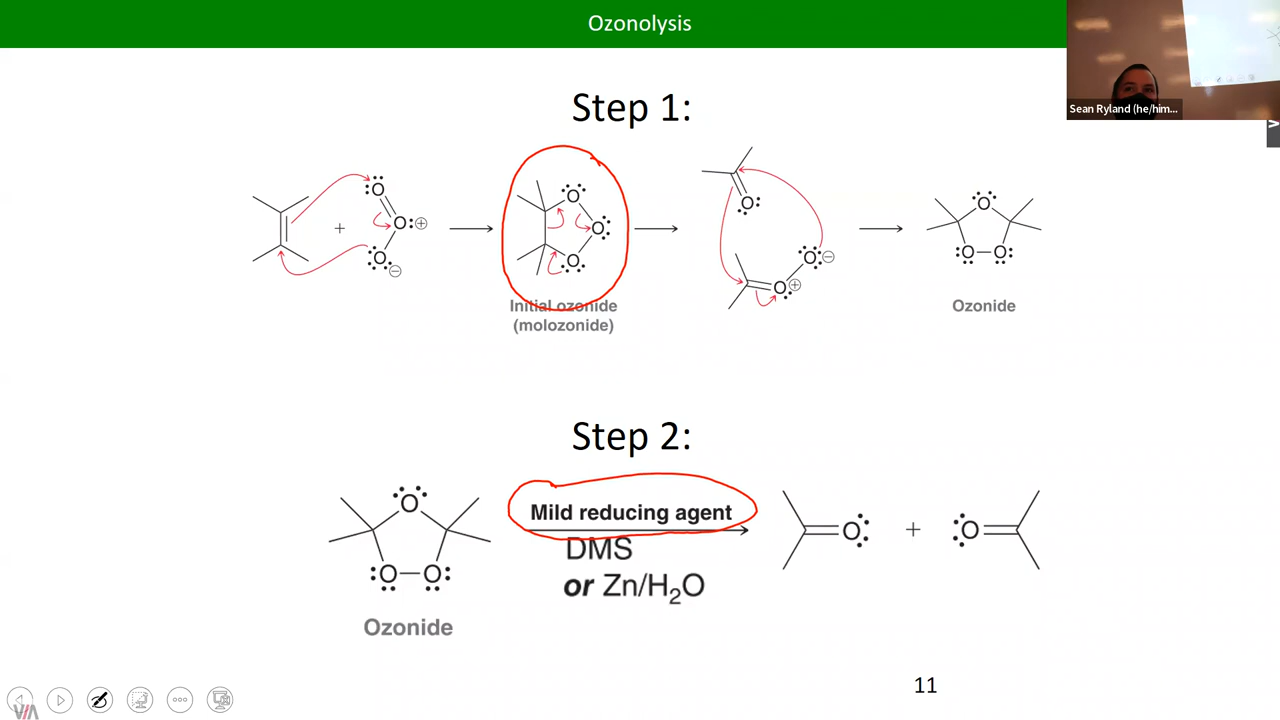 Ozonolysis
Sean Ryland (he/him...
Step 1:
O
O
O
+
O
O
O
O
O
O
O
O
O
Initial ozonide
(molozonide)
Ozonide
Step 2:
O
O
O
Mild reducing agent
DMS
or Zn/H₂O
O + O
Ozonide
11
VIA